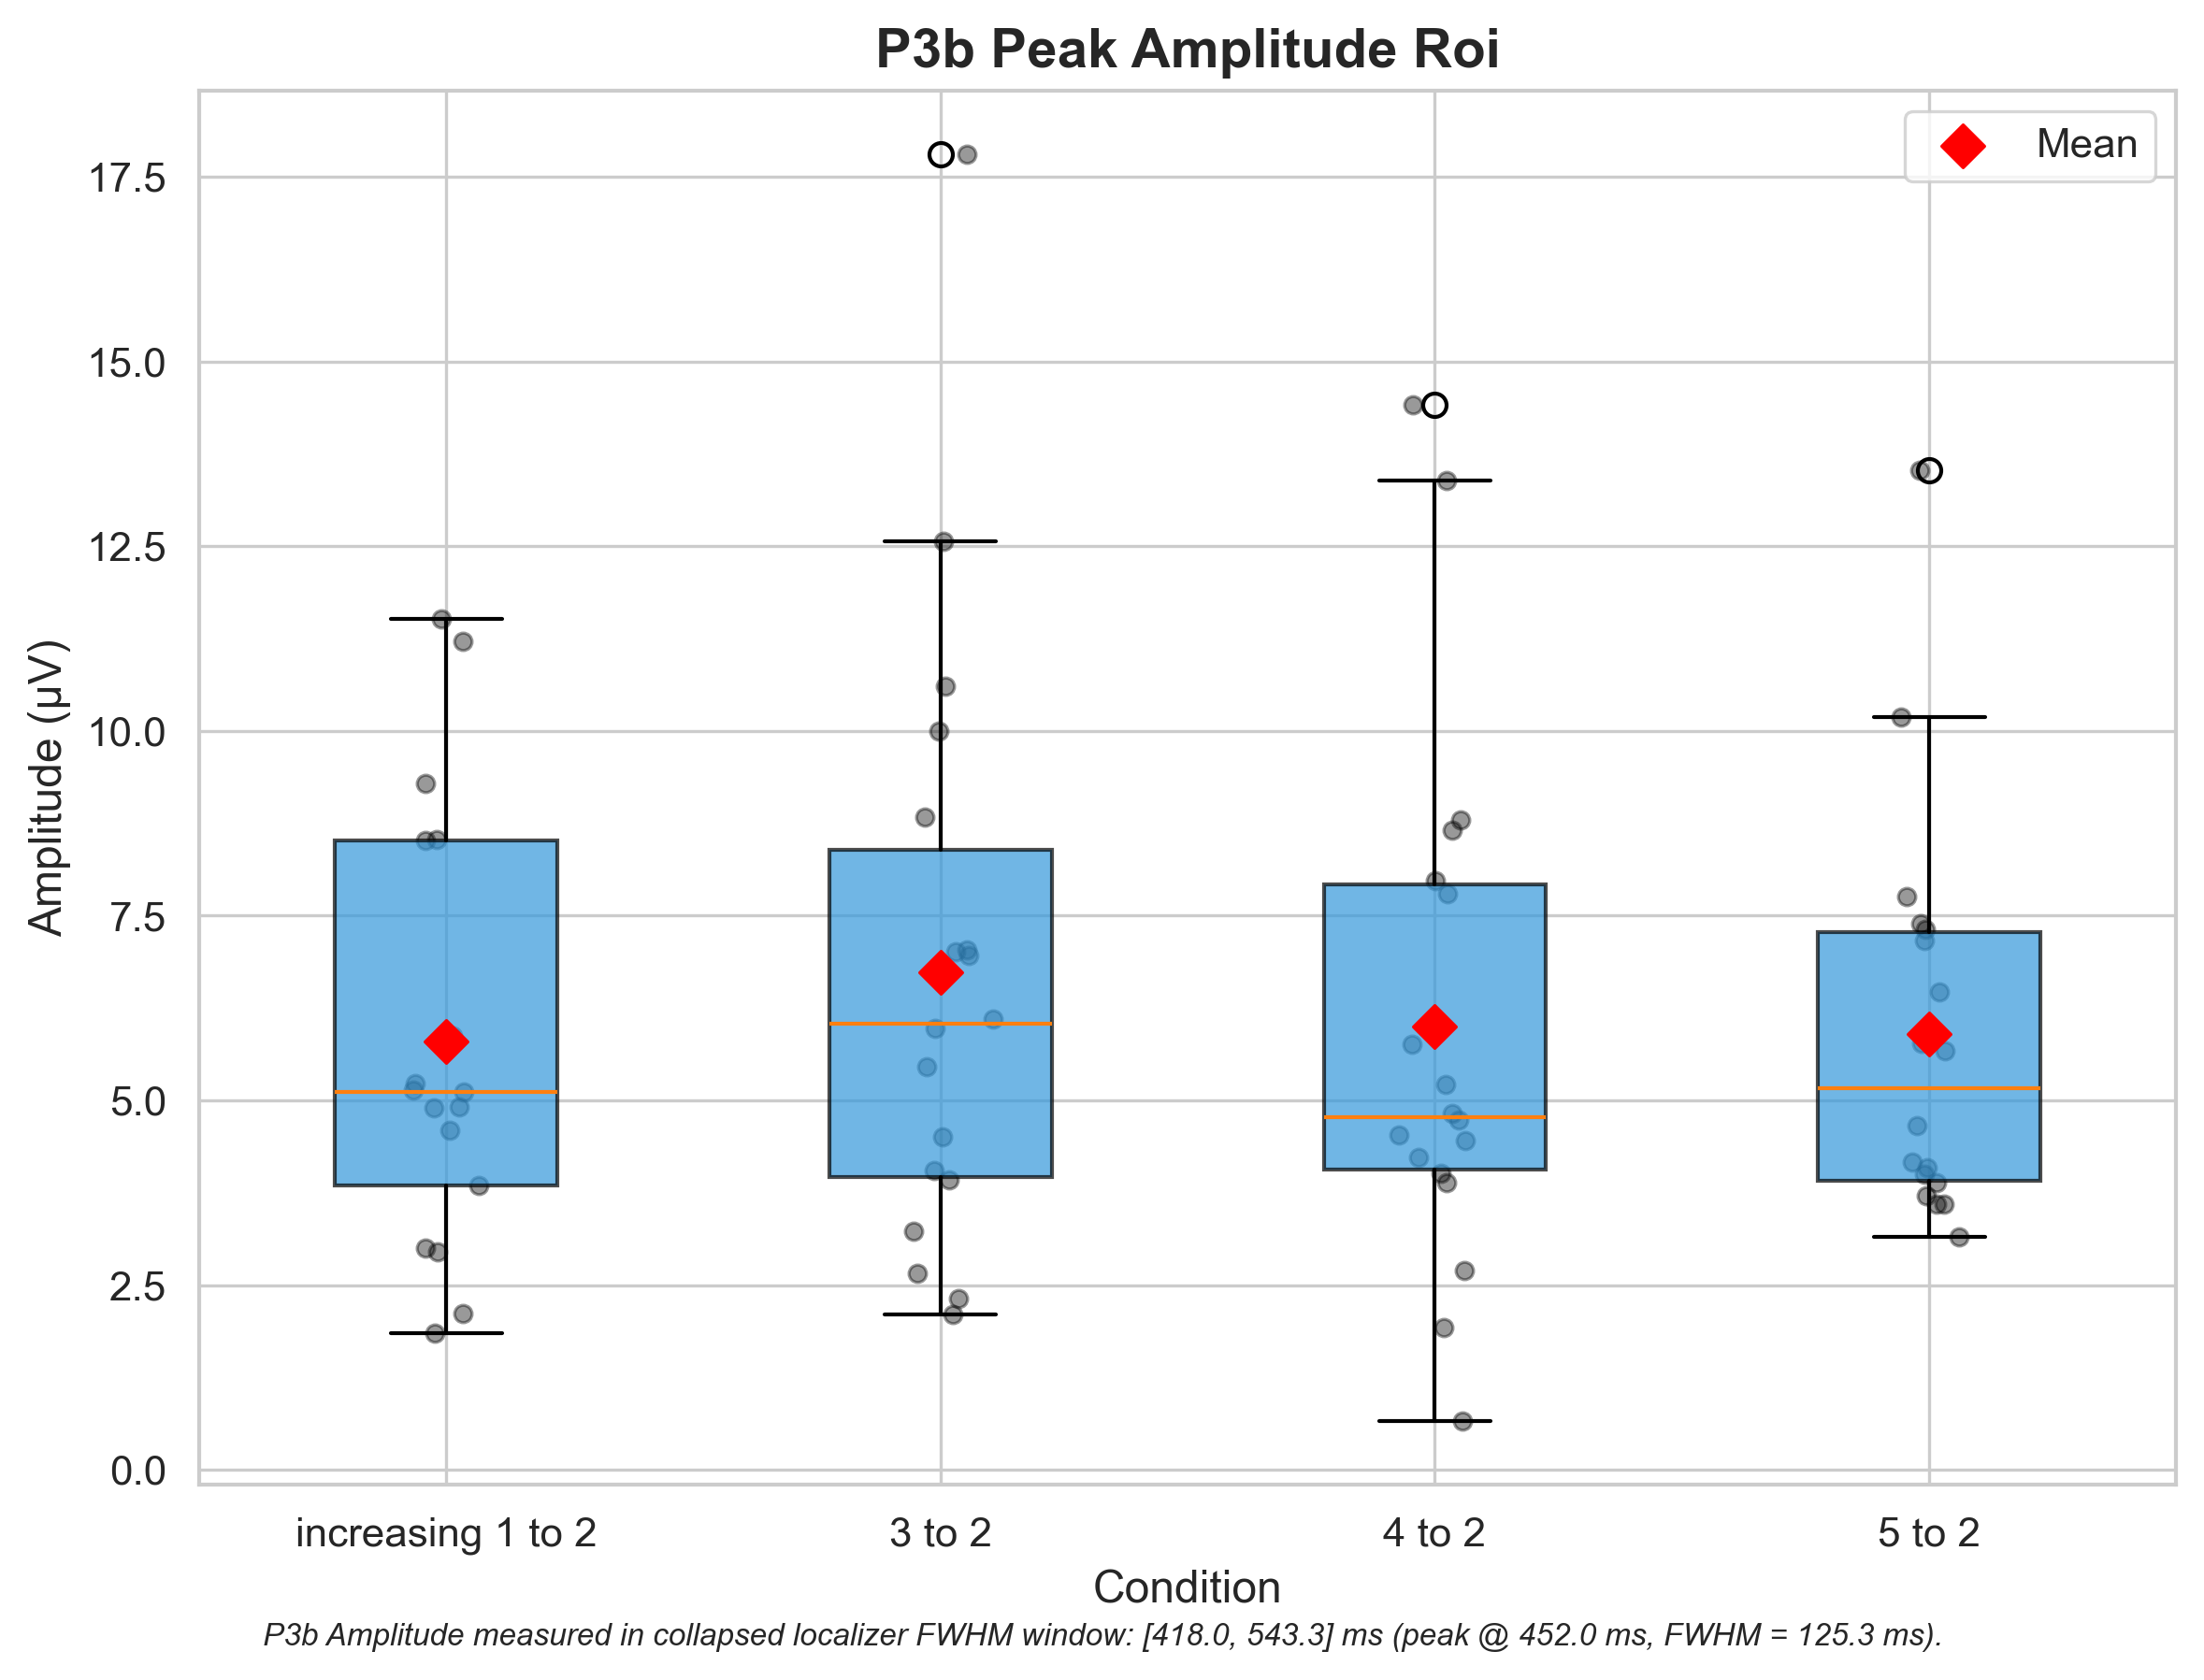 P3b Peak Amplitude Roi
Mean
17.5
15.0
12.5
10.0
7.5
5.0
2.5
0.0
Amplitude (µV)
increasing 1 to 2
3 to 2
4 to 2
5 to 2
Condition
P3b Amplitude measured in collapsed localizer FWHM window: [418.0, 543.3] ms (peak @ 452.0 ms, FWHM = 125.3 ms).